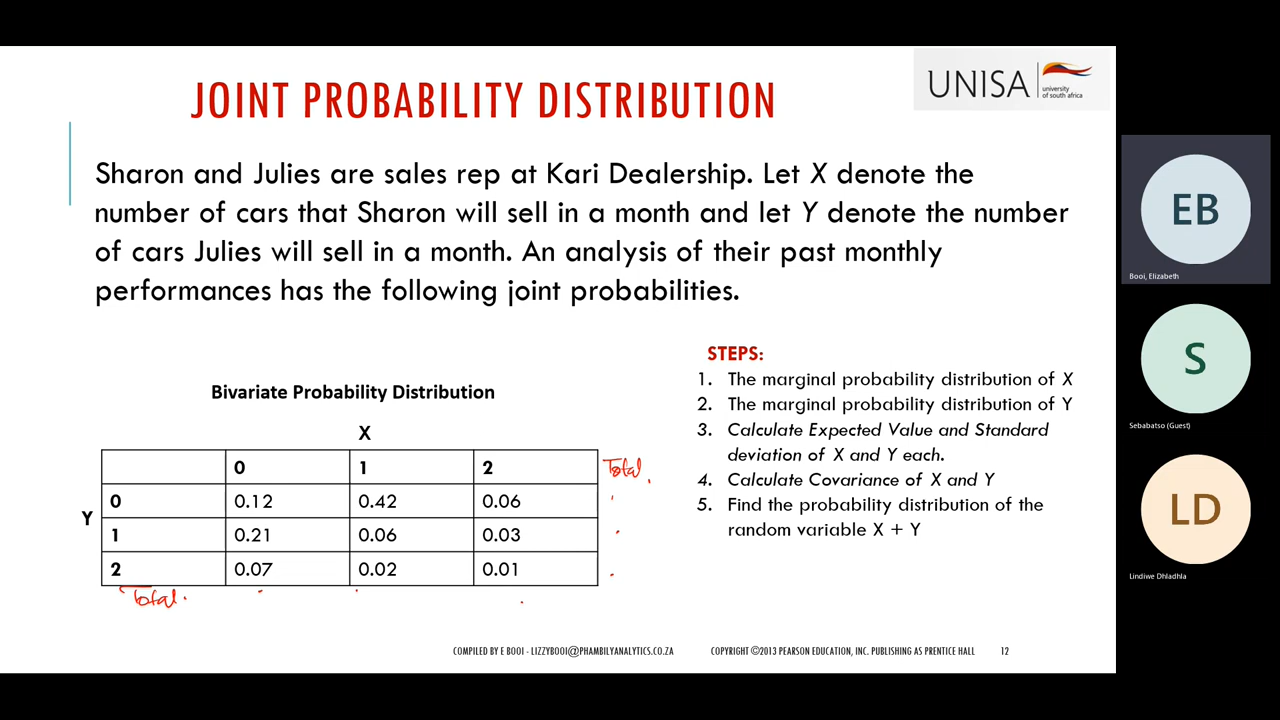 JOINT PROBABILITY DISTRIBUTION
UNISA
university
of south africa
Sharon and Julies are sales rep at Kari Dealership. Let X denote the
number of cars that Sharon will sell in a month and let Y denote the number
of cars Julies will sell in a month. An analysis of their past monthly
performances has the following joint probabilities.
Bivariate Probability Distribution
X
0 1 2 Total
0 0.12 0.42 0.06
Y
1 0.21 0.06 0.03
2 0.07 0.02 0.01
Total
STEPS:
1. The marginal probability distribution of X
2. The marginal probability distribution of Y
3. Calculate Expected Value and Standard
deviation of X and Y each.
4. Calculate Covariance of X and Y
5. Find the probability distribution of the
random variable X + Y
COMPILED BY E BOOI - LIZZYBOOI@PHAMBILYANALYTICS.CO.ZA
COPYRIGHT ©2013 PEARSON EDUCATION, INC. PUBLISHING AS PRENTICE HALL
12
EB
Booi, Elizabeth
S
Sebabatso (Guest)
LD
Lindiwe Dhladhla